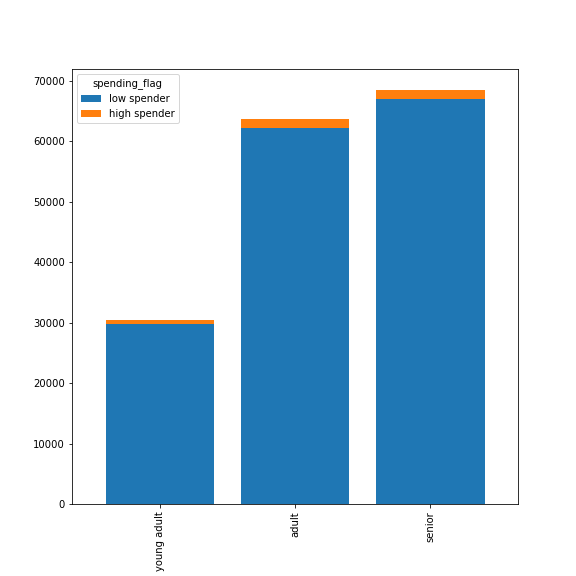 spending_flag
low spender
high spender
70000
60000
50000
40000
30000
20000
10000
0
young adult
adult
senior